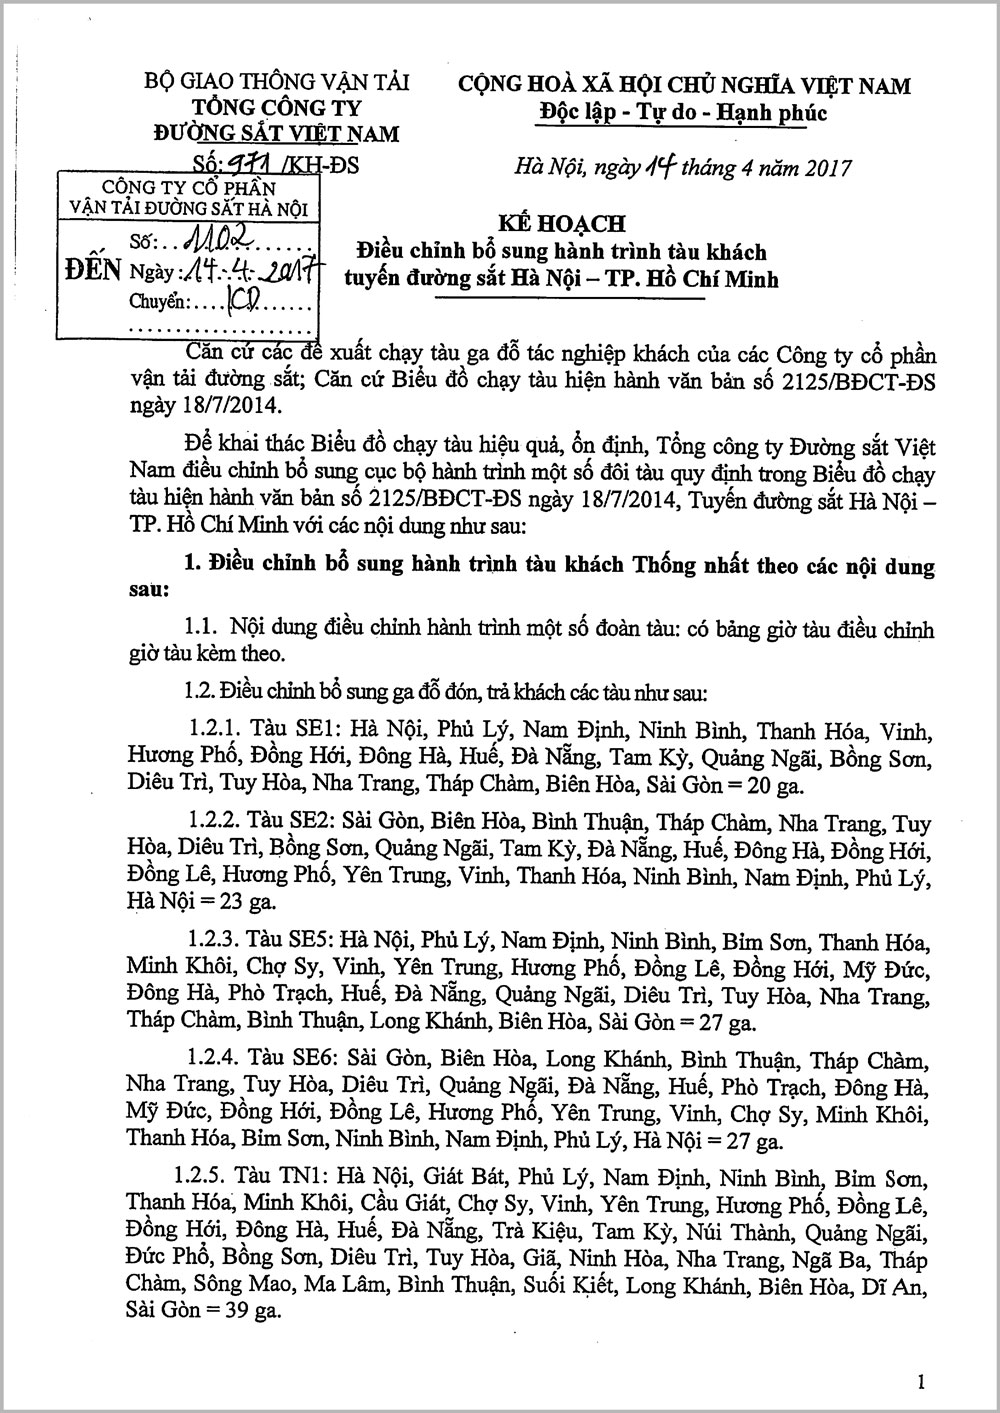 BỘ GIAO THÔNG VẬN TẢI
TỔNG CÔNG TY
ĐƯỜNG SẮT VIỆT NAM
Số: 971 /KH-ĐS
CỘNG HOÀ XÃ HỘI CHỦ NGHĨA VIỆT NAM
Độc lập - Tự do - Hạnh phúc
Hà Nội, ngày 14 tháng 4 năm 2017
CÔNG TY CỔ PHẦN
VẬN TẢI ĐƯỜNG SẮT HÀ NỘI
ĐẾN
Số: 1102
Ngày: 14-4-2017
Chuyển:
KẾ HOẠCH
Điều chỉnh bổ sung hành trình tàu khách
tuyến đường sắt Hà Nội – TP. Hồ Chí Minh
Căn cứ các đề xuất chạy tàu ga đỗ tác nghiệp khách của các Công ty cổ phần
vận tải đường sắt; Căn cứ Biểu đồ chạy tàu hiện hành văn bản số 2125/BĐCT-ĐS
ngày 18/7/2014.
Để khai thác Biểu đồ chạy tàu hiệu quả, ổn định, Tổng công ty Đường sắt Việt
Nam điều chỉnh bổ sung cục bộ hành trình một số đôi tàu quy định trong Biểu đồ chạy
tàu hiện hành văn bản số 2125/BĐCT-ĐS ngày 18/7/2014, Tuyến đường sắt Hà Nội –
TP. Hồ Chí Minh với các nội dung như sau:
1. Điều chỉnh bổ sung hành trình tàu khách Thống nhất theo các nội dung
sau:
1.1. Nội dung điều chỉnh hành trình một số đoàn tàu: có bảng giờ tàu điều chỉnh
giờ tàu kèm theo.
1.2. Điều chỉnh bổ sung ga đỗ đón, trả khách các tàu như sau:
1.2.1. Tàu SE1: Hà Nội, Phủ Lý, Nam Định, Ninh Bình, Thanh Hóa, Vinh,
Hương Phố, Đồng Hới, Đông Hà, Huế, Đà Nẵng, Tam Kỳ, Quảng Ngãi, Bồng Sơn,
Diêu Trì, Tuy Hòa, Nha Trang, Tháp Chàm, Biên Hòa, Sài Gòn = 20 ga.
1.2.2. Tàu SE2: Sài Gòn, Biên Hòa, Bình Thuận, Tháp Chàm, Nha Trang, Tuy
Hòa, Diêu Trì, Bồng Sơn, Quảng Ngãi, Tam Kỳ, Đà Nẵng, Huế, Đông Hà, Đồng Hới,
Đồng Lê, Hương Phố, Yên Trung, Vinh, Thanh Hóa, Ninh Bình, Nam Định, Phủ Lý,
Hà Nội = 23 ga.
1.2.3. Tàu SE5: Hà Nội, Phủ Lý, Nam Định, Ninh Bình, Bỉm Sơn, Thanh Hóa,
Minh Khôi, Chợ Sy, Vinh, Yên Trung, Hương Phố, Đồng Lê, Đồng Hới, Mỹ Đức,
Đông Hà, Phò Trạch, Huế, Đà Nẵng, Quảng Ngãi, Diêu Trì, Tuy Hòa, Nha Trang,
Tháp Chàm, Bình Thuận, Long Khánh, Biên Hòa, Sài Gòn = 27 ga.
1.2.4. Tàu SE6: Sài Gòn, Biên Hòa, Long Khánh, Bình Thuận, Tháp Chàm,
Nha Trang, Tuy Hòa, Diêu Trì, Quảng Ngãi, Đà Nẵng, Huế, Phò Trạch, Đông Hà,
Mỹ Đức, Đồng Hới, Đồng Lê, Hương Phố, Yên Trung, Vinh, Chợ Sy, Minh Khôi,
Thanh Hóa, Bỉm Sơn, Ninh Bình, Nam Định, Phủ Lý, Hà Nội = 27 ga.
1.2.5. Tàu TN1: Hà Nội, Giát Bát, Phủ Lý, Nam Định, Ninh Bình, Bỉm Sơn,
Thanh Hóa, Minh Khôi, Cầu Giát, Chợ Sy, Vinh, Yên Trung, Hương Phố, Đồng Lê,
Đồng Hới, Đông Hà, Huế, Đà Nẵng, Trà Kiệu, Tam Kỳ, Núi Thành, Quảng Ngãi,
Đức Phổ, Bồng Sơn, Diêu Trì, Tuy Hòa, Giã, Ninh Hòa, Nha Trang, Ngã Ba, Tháp
Chàm, Sông Mao, Ma Lâm, Bình Thuận, Suối Kiết, Long Khánh, Biên Hòa, Dĩ An,
Sài Gòn = 39 ga.
1